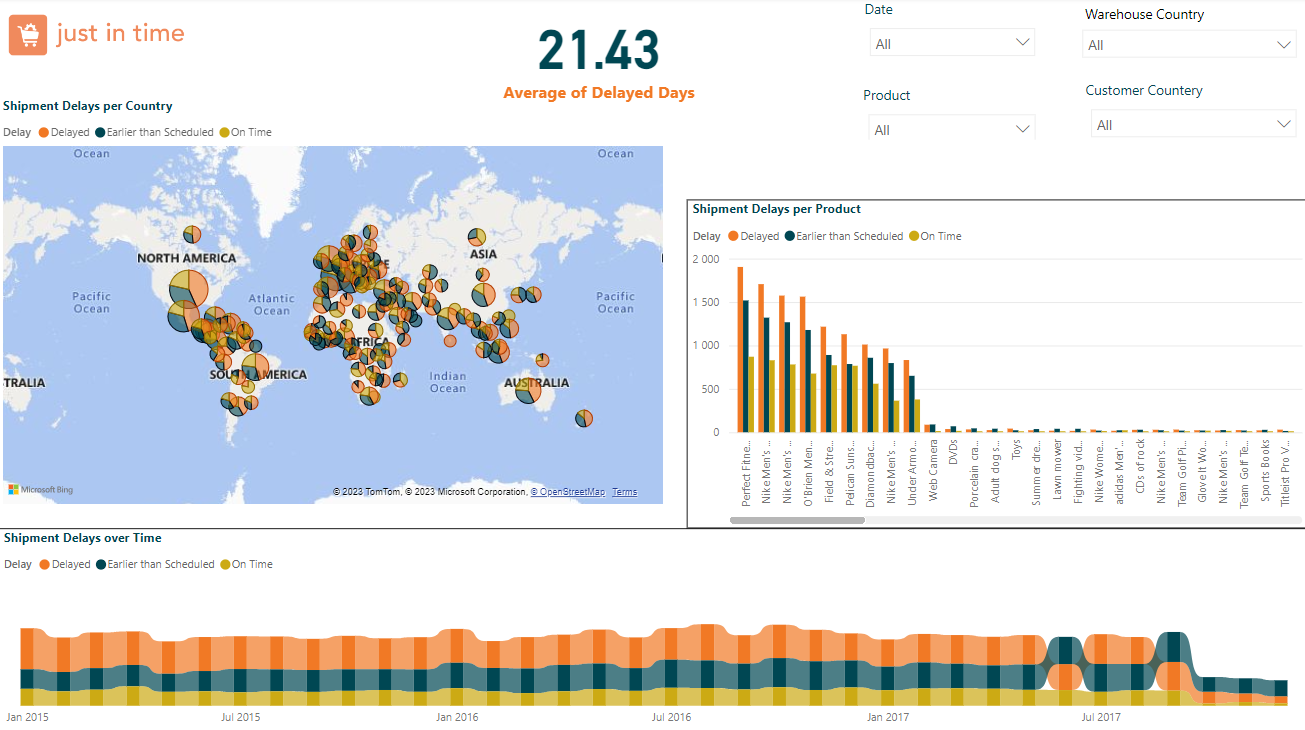 just in time
21.43
Average of Delayed Days
Date
All
Warehouse Country
All
Product
All
Customer Countery
All
Shipment Delays per Country
Delay Delayed Earlier than Scheduled On Time
Ocean
Ocean
NORTH AMERICA
ASIA
Pacific
Ocean
Atlantic
Ocean
Pacific
Ocean
AFRICA
SOUTH AMERICA
Indian
Ocean
TRALIA
AUSTRALIA
Microsoft Bing
© 2023 TomTom, © 2023 Microsoft Corporation, © OpenStreetMap Terms
Shipment Delays per Product
Delay Delayed Earlier than Scheduled On Time
2 000
1 500
1 000
500
0
Perfect Fitne...
Nike Men's ...
Nike Men's ...
O'Brien Men...
Field & Stre...
Pelican Suns...
Diamondbac...
Nike Men's ...
Under Armo...
Web Camera
DVDs
Porcelain cra...
Adult dog s...
Toys
Summer dre...
Lawn mower
Fighting vid...
Nike Wome...
adidas Men'...
CDs of rock
Nike Men's ...
Team Golf Pi...
Glove It Wo...
Nike Men's ...
Team Golf Te...
Sports Books
Titleist Pro V...
Shipment Delays over Time
Delay Delayed Earlier than Scheduled On Time
Jan 2015
Jul 2015
Jan 2016
Jul 2016
Jan 2017
Jul 2017